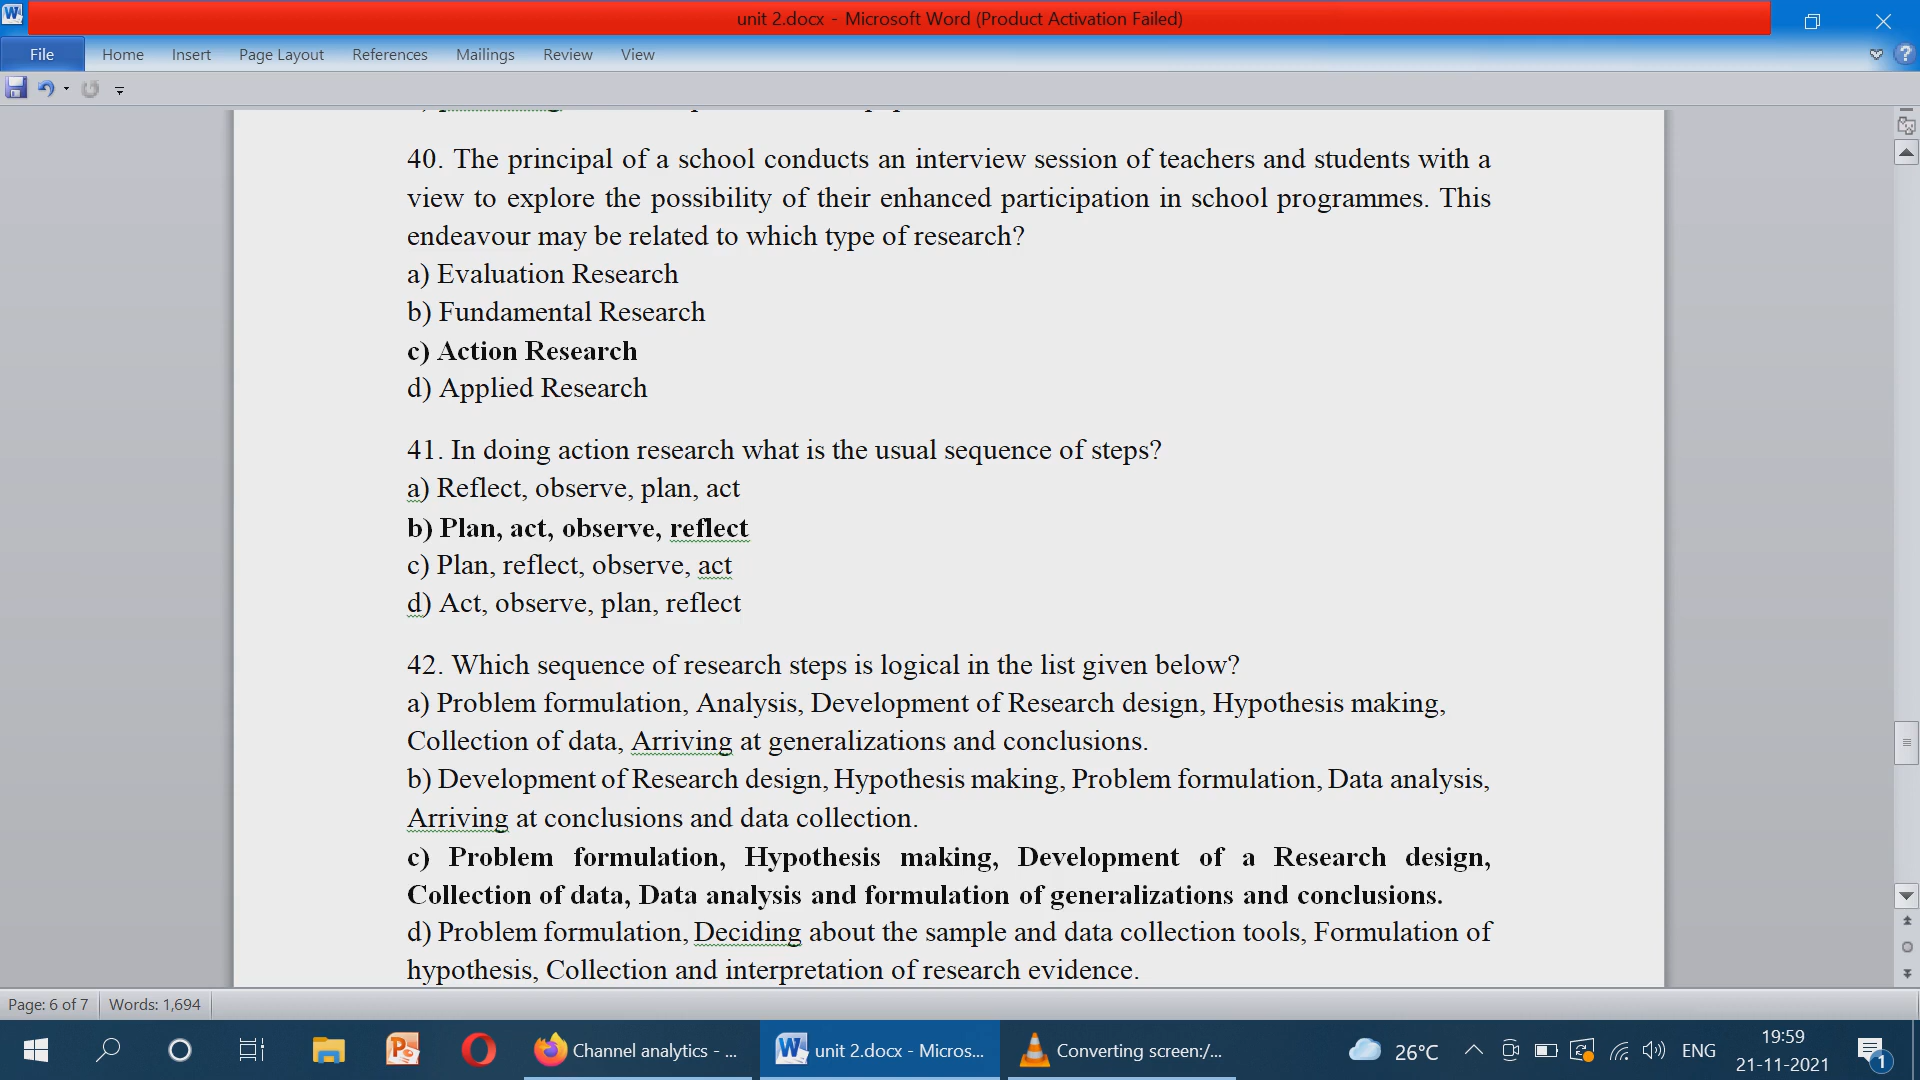 unit 2.docx - Microsoft Word (Product Activation Failed)
File Home Insert Page Layout References Mailings Review View
40. The principal of a school conducts an interview session of teachers and students with a
view to explore the possibility of their enhanced participation in school programmes. This
endeavour may be related to which type of research?
a) Evaluation Research
b) Fundamental Research
c) Action Research
d) Applied Research
41. In doing action research what is the usual sequence of steps?
a) Reflect, observe, plan, act
b) Plan, act, observe, reflect
c) Plan, reflect, observe, act
d) Act, observe, plan, reflect
42. Which sequence of research steps is logical in the list given below?
a) Problem formulation, Analysis, Development of Research design, Hypothesis making,
Collection of data, Arriving at generalizations and conclusions.
b) Development of Research design, Hypothesis making, Problem formulation, Data analysis,
Arriving at conclusions and data collection.
c) Problem formulation, Hypothesis making, Development of a Research design,
Collection of data, Data analysis and formulation of generalizations and conclusions.
d) Problem formulation, Deciding about the sample and data collection tools, Formulation of
hypothesis, Collection and interpretation of research evidence.
Page: 6 of 7 Words: 1,694
Channel analytics - ... unit 2.docx - Micros... Converting screen:/... 26°C ENG 19:59
21-11-2021 1